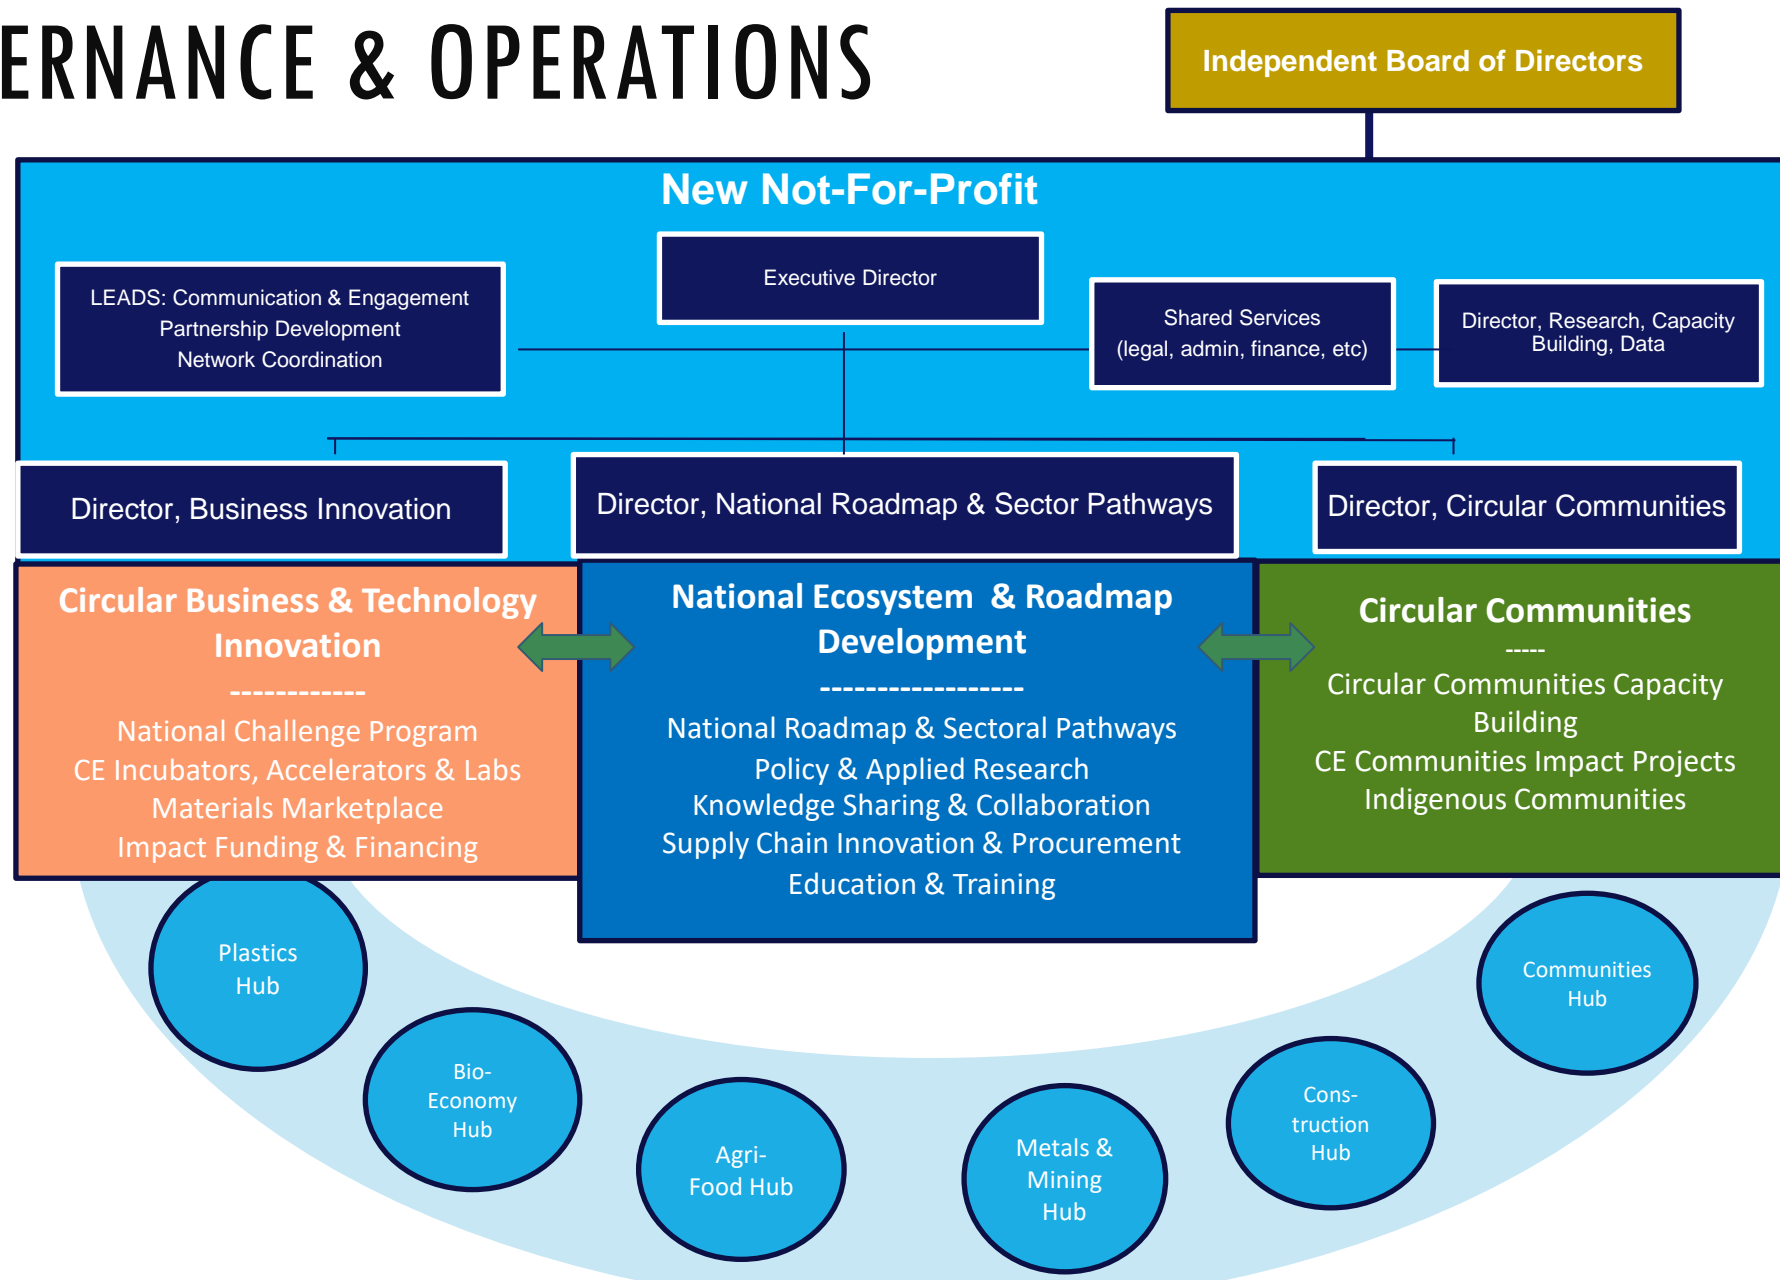 ERNANCE & OPERATIONS
Independent Board of Directors
New Not-For-Profit
Executive Director
LEADS: Communication & Engagement
Partnership Development
Network Coordination
Shared Services
(legal, admin, finance, etc)
Director, Research, Capacity
Building, Data
Director, Business Innovation
Director, National Roadmap & Sector Pathways
Director, Circular Communities
Circular Business & Technology
Innovation
------------
National Challenge Program
CE Incubators, Accelerators & Labs
Materials Marketplace
Impact Funding & Financing
National Ecosystem & Roadmap
Development
------------------
National Roadmap & Sectoral Pathways
Policy & Applied Research
Knowledge Sharing & Collaboration
Supply Chain Innovation & Procurement
Education & Training
Circular Communities
-----
Circular Communities Capacity
Building
CE Communities Impact Projects
Indigenous Communities
Plastics
Hub
Bio-
Economy
Hub
Agri-
Food Hub
Metals &
Mining
Hub
Cons-
truction
Hub
Communities
Hub